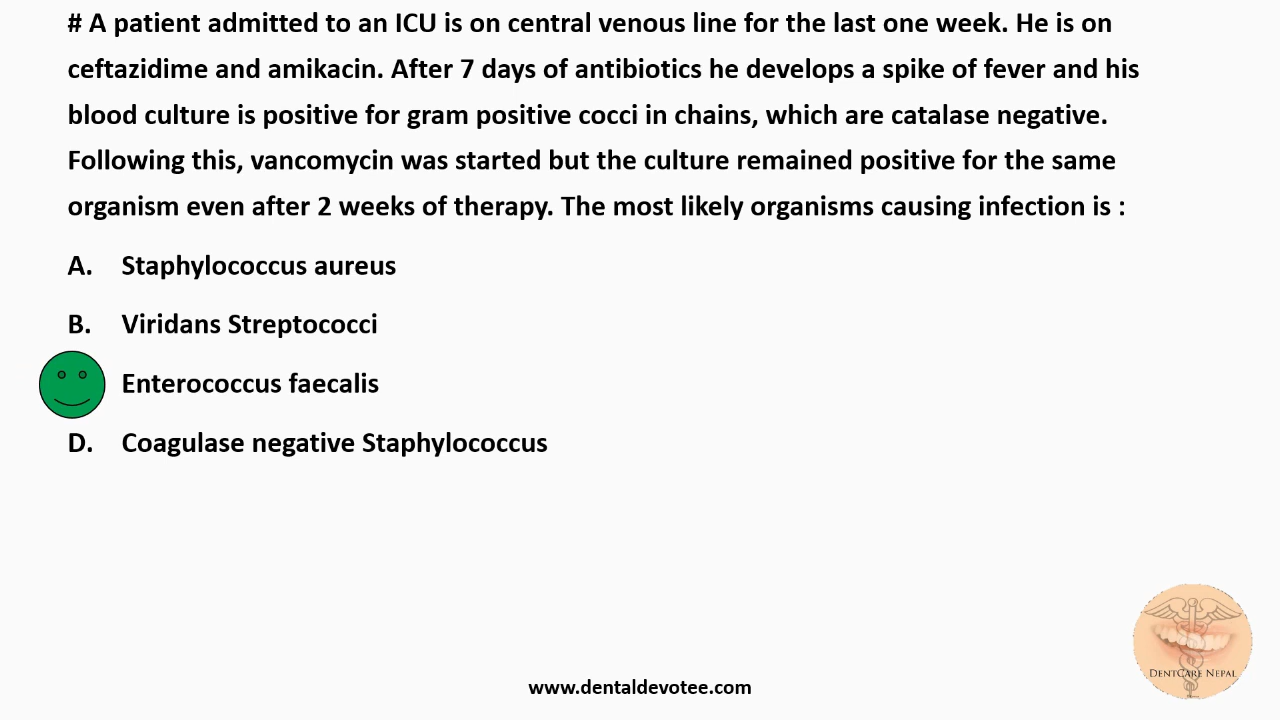 # A patient admitted to an ICU is on central venous line for the last one week. He is on
ceftazidime and amikacin. After 7 days of antibiotics he develops a spike of fever and his
blood culture is positive for gram positive cocci in chains, which are catalase negative.
Following this, vancomycin was started but the culture remained positive for the same
organism even after 2 weeks of therapy. The most likely organisms causing infection is :
A. Staphylococcus aureus
B. Viridans Streptococci
Enterococcus faecalis
D. Coagulase negative Staphylococcus
DENTCARE NEPAL
www.dentaldevotee.com